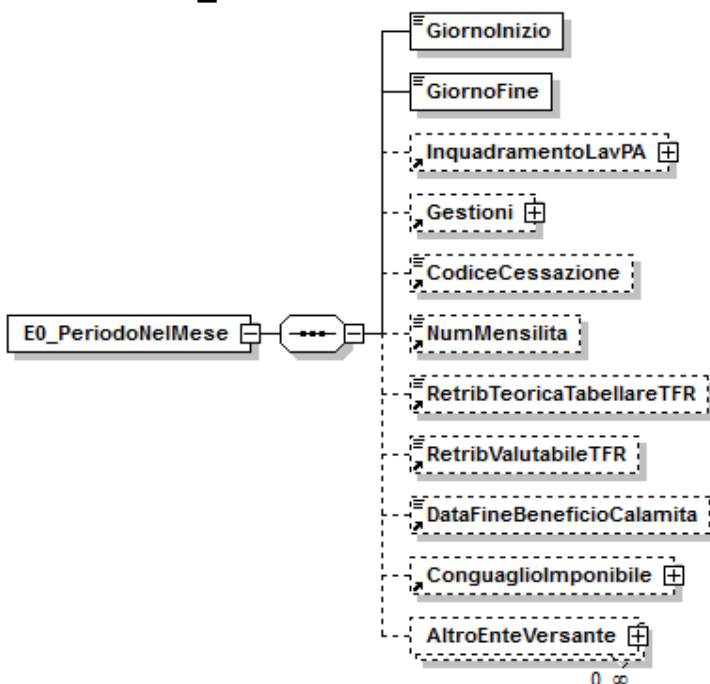 GiornoInizio
GiornoFine
InquadramentoLavPA
Gestioni
CodiceCessazione
E0_PeriodoNelMese
NumMensilita
RetribTeoricaTabellareTFR
RetribValutabileTFR
DataFineBeneficioCalamita
ConguaglioImponibile
AltroEnteVersante
0..∞